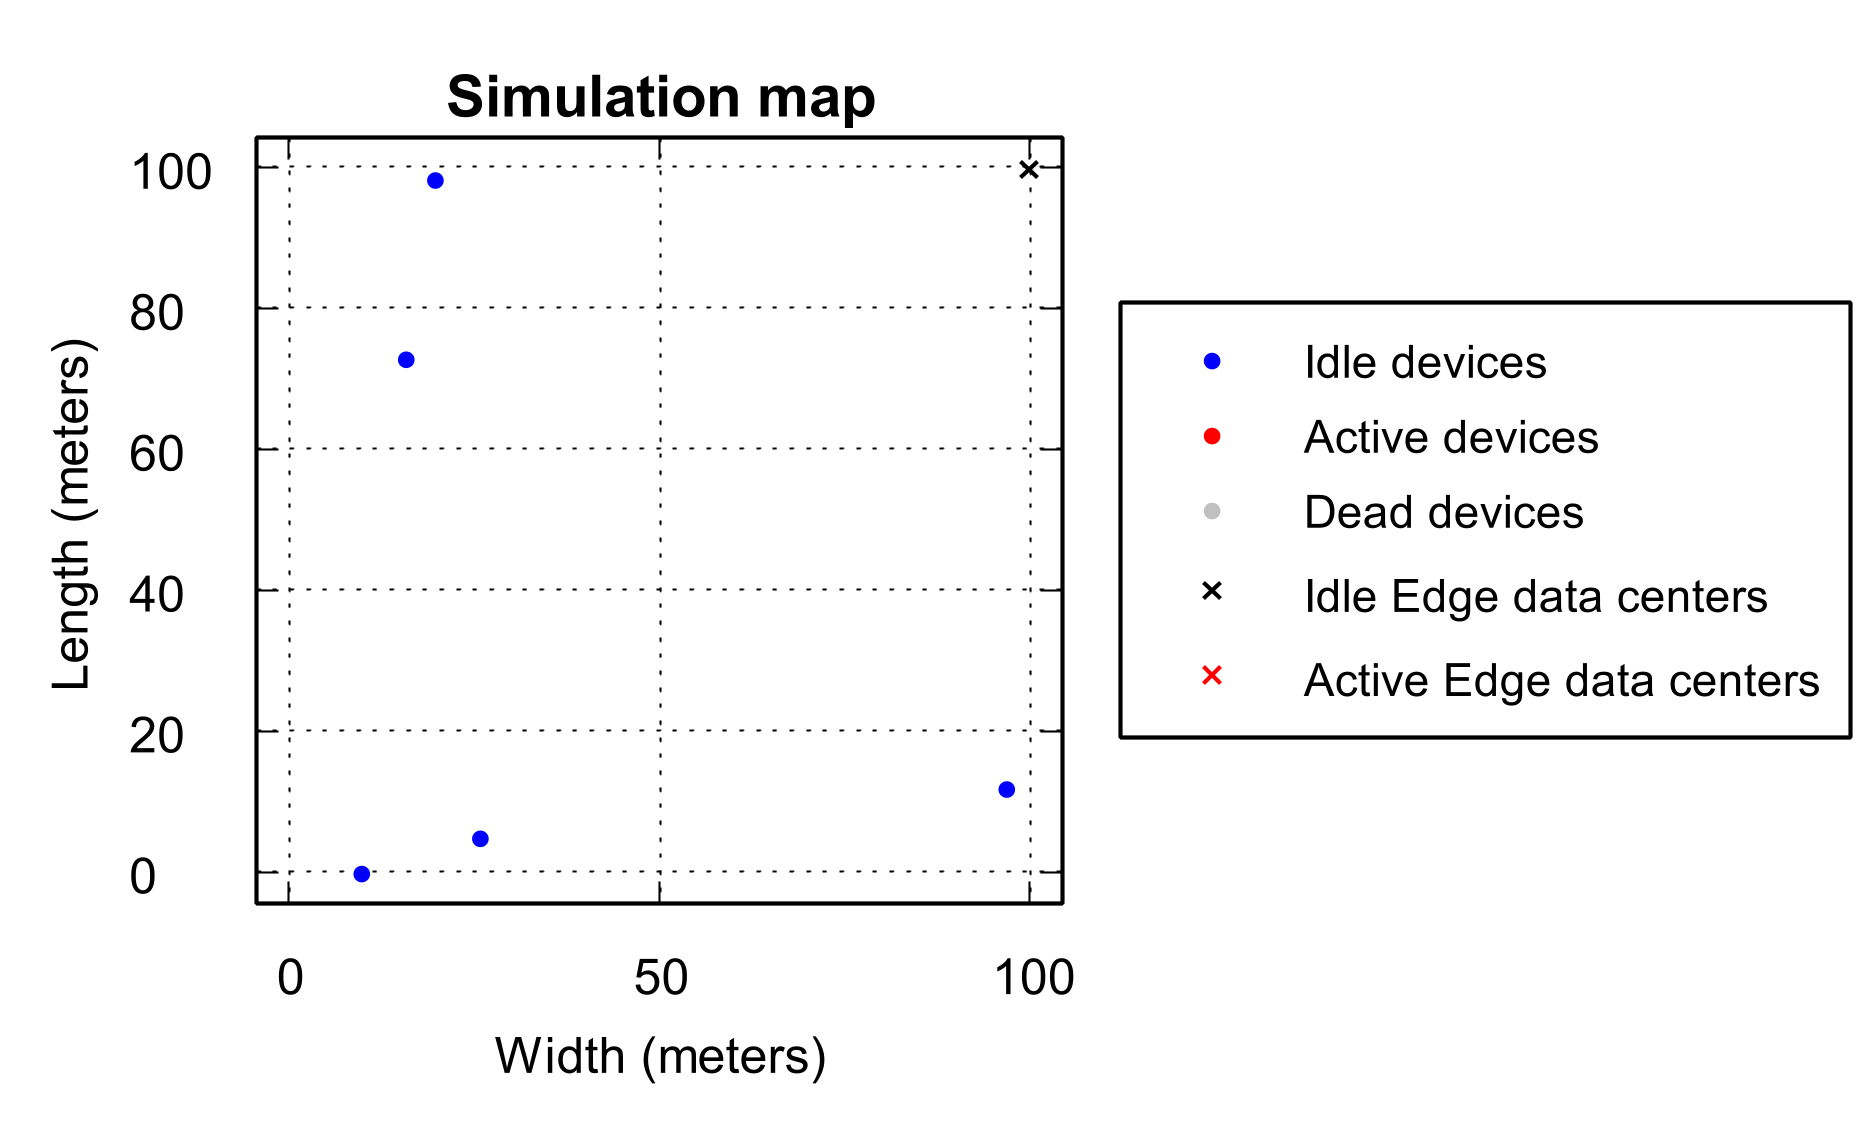 Simulation map
100
80
60
40
20
0
Length (meters)
0 50 100
Width (meters)
Idle devices
Active devices
Dead devices
Idle Edge data centers
Active Edge data centers